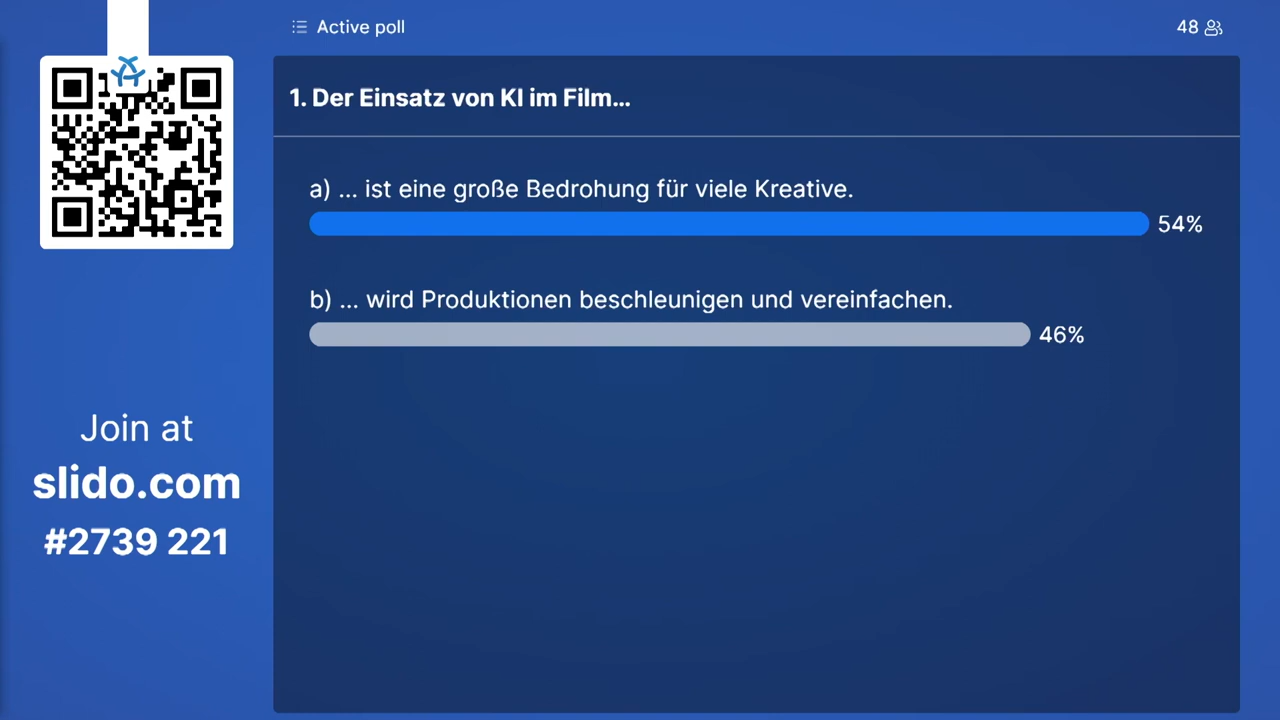 Active poll
48
1. Der Einsatz von KI im Film...
a) ... ist eine große Bedrohung für viele Kreative.
54%
b) ... wird Produktionen beschleunigen und vereinfachen.
46%
Join at
slido.com
#2739 221